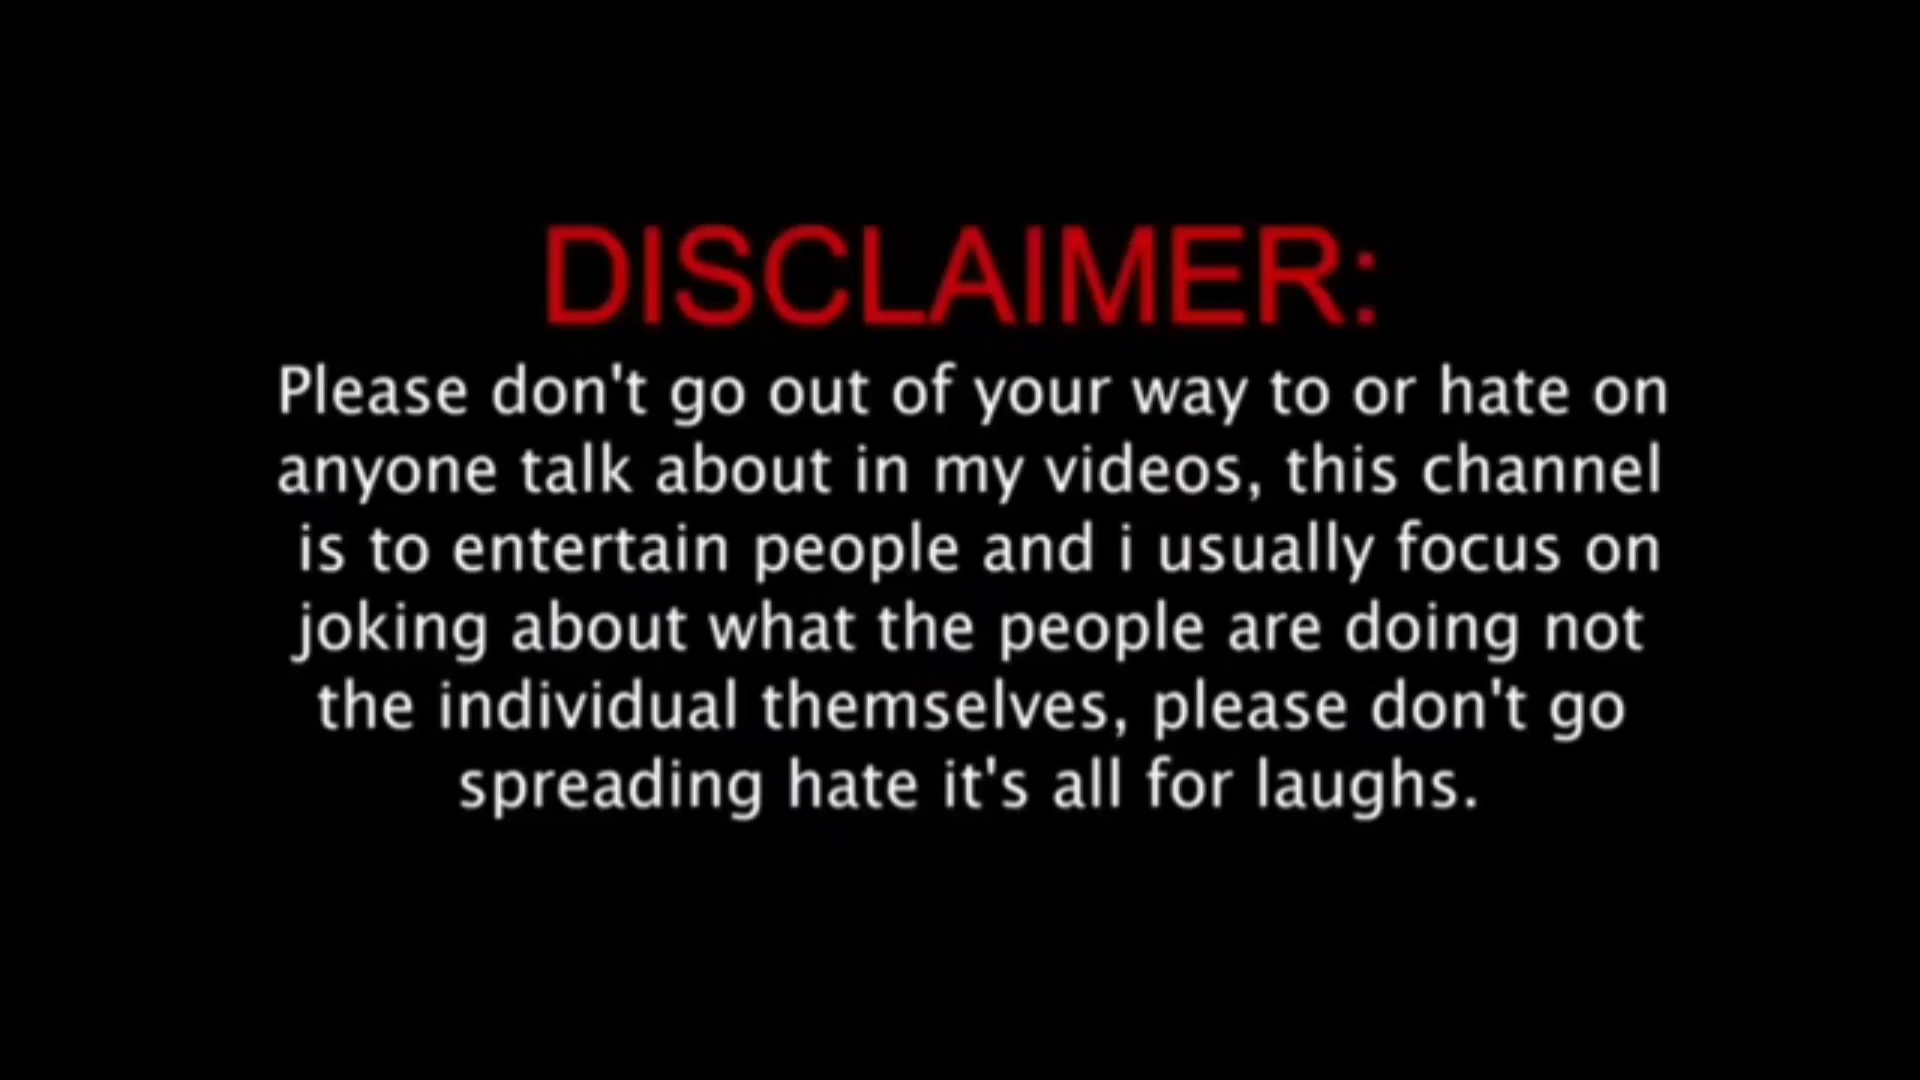 DISCLAIMER:
Please don't go out of your way to or hate on
anyone talk about in my videos, this channel
is to entertain people and i usually focus on
joking about what the people are doing not
the individual themselves, please don't go
spreading hate it's all for laughs.